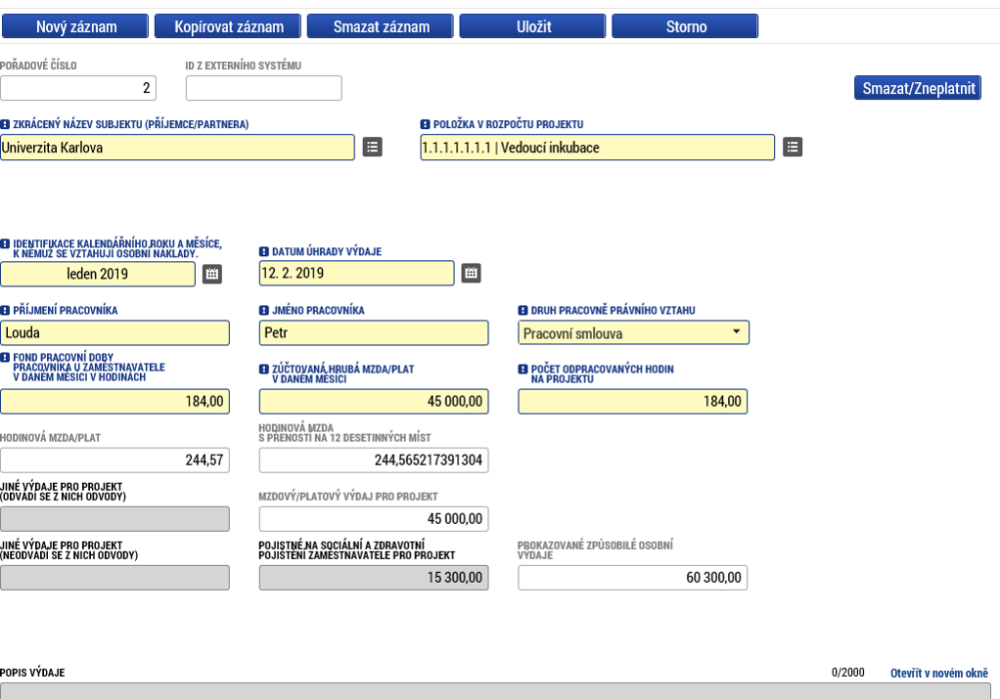 Nový záznam Kopírovat záznam Smazat záznam Uložit Storno
POŘADOVÉ ČÍSLO ID Z EXTERNÍHO SYSTÉMU
2 Smazat/Zneplatnit
ZKRÁCENÝ NÁZEV SUBJEKTU (PŘÍJEMCE/PARTNERA) POLOŽKA V ROZPOČTU PROJEKTU
Univerzita Karlova 1.1.1.1.1.1.1 | Vedoucí inkubace
IDENTIFIKACE KALENDÁŘNÍHO ROKU A MĚSÍCE,
K NĚMUŽ SE VZTAHUJÍ OSOBNÍ NÁKLADY. DATUM ÚHRADY VÝDAJE
leden 2019 12. 2. 2019
PŘÍJMENÍ PRACOVNÍKA JMÉNO PRACOVNÍKA DRUH PRACOVNĚ PRÁVNÍHO VZTAHU
Louda Petr Pracovní smlouva
FOND PRACOVNÍ DOBY
PRACOVNÍKA U ZAMĚSTNAVATELE ZÚČTOVANÁ HRUBÁ MZDA/PLAT POČET ODPRACOVANÝCH HODIN
V DANÉM MĚSÍCI V HODINÁCH V DANÉM MĚSÍCI NA PROJEKTU
184,00 45 000,00 184,00
HODINOVÁ MZDA
HODINOVÁ MZDA/PLAT S PŘENOSTÍ NA 12 DESETINNÝCH MÍST
244,57 244,565217391304
JINÉ VÝDAJE PRO PROJEKT
(ODVÁDÍ SE Z NICH ODVODY) MZDOVÝ/PLATOVÝ VÝDAJ PRO PROJEKT
45 000,00
JINÉ VÝDAJE PRO PROJEKT POJISTNÉ NA SOCIÁLNÍ A ZDRAVOTNÍ PROKAZOVANÉ ZPŮSOBILÉ OSOBNÍ
(NEODVÁDÍ SE Z NICH ODVODY) POJIŠTĚNÍ ZAMĚSTNAVATELE PRO PROJEKT VÝDAJE
15 300,00 60 300,00
POPIS VÝDAJE 0/2000 Otevřít v novém okně